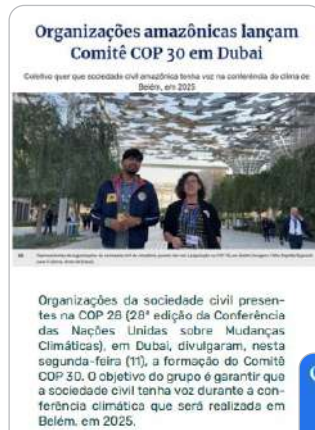 Organizações amazônicas lançam
Comitê COP 30 em Dubai
Coletivo quer que sociedade civil amazônica tenha voz na conferência do clima de
Belém, em 2025
Organizações da sociedade civil presen-
tes na COP 28 (28ª edição da Conferência
das Nações Unidas sobre Mudanças
Climáticas), em Dubai, divulgaram, nesta
segunda-feira (11), a formação do Comitê
COP 30. O objetivo do grupo é garantir que
a sociedade civil tenha voz durante a con-
ferência climática que será realizada em
Belém, em 2025.